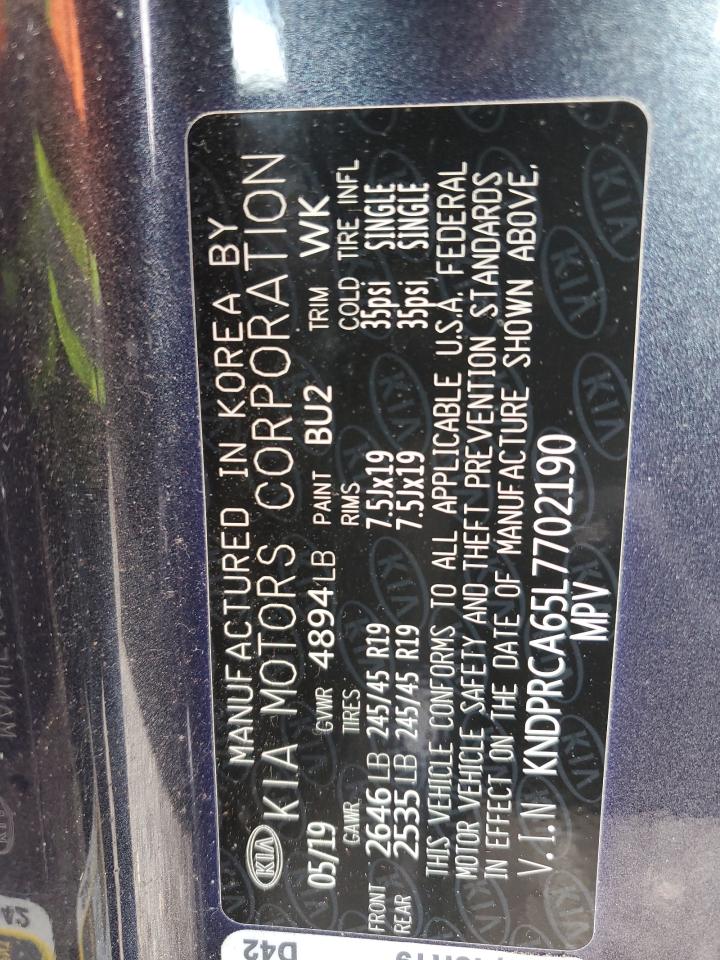 MANUFACTURED IN KOREA BY
KIA KIA MOTORS CORPORATION
05/19 GVWR 4894LB PAINT BU2 TRIM WK
GAWR TIRES RIMS COLD TIRE INFL
FRONT 2646LB 245/45 R19 7.5Jx19 35psi SINGLE
REAR 2535LB 245/45 R19 7.5Jx19 35psi SINGLE
THIS VEHICLE CONFORMS TO ALL APPLICABLE U.S.A. FEDERAL
MOTOR VEHICLE SAFETY AND THEFT PREVENTION STANDARDS
IN EFFECT ON THE DATE OF MANUFACTURE SHOWN ABOVE.
V.I.N KNDPRCA65L7702190
MPV
D42